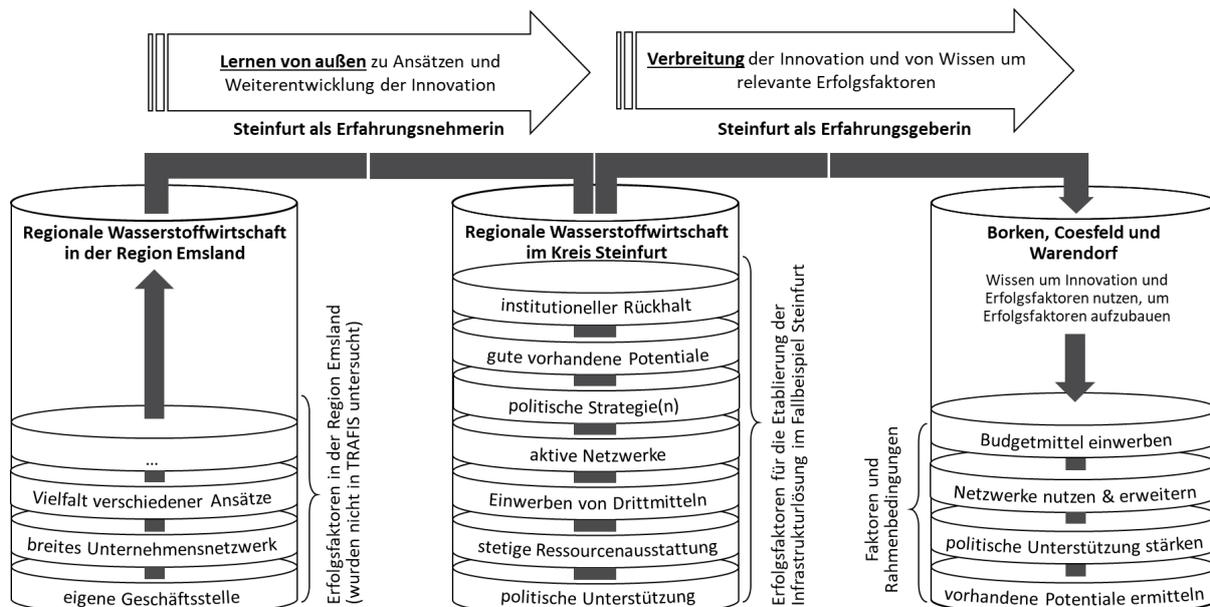 Lernen von außen zu Ansätzen und
Weiterentwicklung der Innovation
Steinfurt als Erfahrungsnehmerin
Verbreitung der Innovation und von Wissen um
relevante Erfolgsfaktoren
Steinfurt als Erfahrungsgeberin
Regionale Wasserstoffwirtschaft
in der Region Emsland
...
Vielfalt verschiedener Ansätze
breites Unternehmensnetzwerk
eigene Geschäftsstelle
Erfolgsfaktoren in der Region Emsland
(wurden nicht in TRAFIS untersucht)
Regionale Wasserstoffwirtschaft
im Kreis Steinfurt
institutioneller Rückhalt
gute vorhandene Potentiale
politische Strategie(n)
aktive Netzwerke
Einwerben von Drittmitteln
stetige Ressourcenausstattung
politische Unterstützung
Erfolgsfaktoren für die Etablierung der
Infrastrukturlösung im Fallbeispiel Steinfurt
Borken, Coesfeld und
Warendorf
Wissen um Innovation und
Erfolgsfaktoren nutzen, um
Erfolgsfaktoren aufzubauen
Faktoren und
Rahmenbedingungen
Budgetmittel einwerben
Netzwerke nutzen & erweitern
politische Unterstützung stärken
vorhandene Potentiale ermitteln